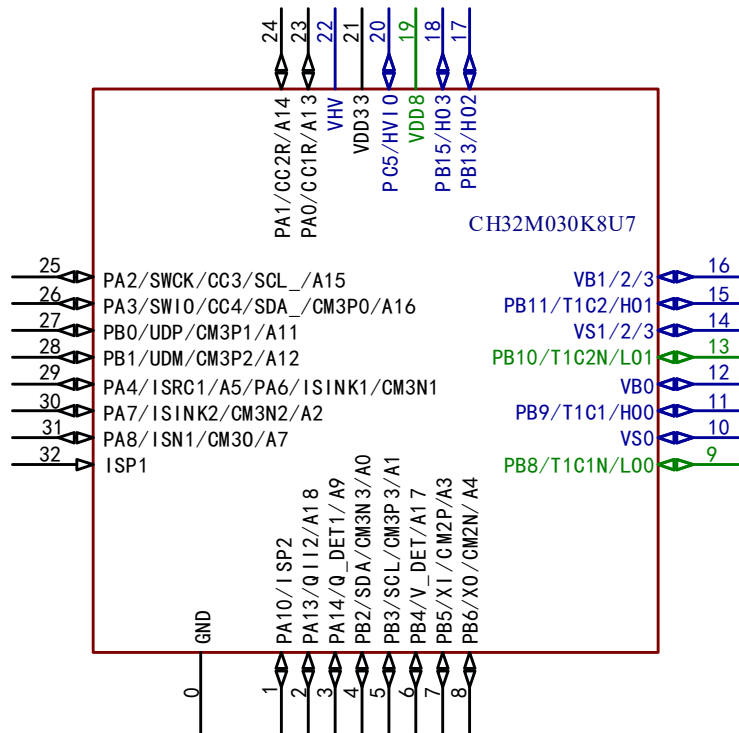 24
23
22
21
20
19
18
17
PA1/CC2R/A14
PA0/CC1R/A13
VHV
VDD33
PC5/HVIO
VDD8
PB15/HO3
PB13/HO2
CH32M030K8U7
25
PA2/SWCK/CC3/SCL_/A15
26
PA3/SWIO/CC4/SDA_/CM3P0/A16
27
PB0/UDP/CM3P1/A11
28
PB1/UDM/CM3P2/A12
29
PA4/ISRC1/A5/PA6/ISINK1/CM3N1
30
PA7/ISINK2/CM3N2/A2
31
PA8/ISN1/CM3O/A7
32
ISP1
VB1/2/3
16
PB11/T1C2/HO1
15
VS1/2/3
14
PB10/T1C2N/LO1
13
VB0
12
PB9/T1C1/HO0
11
VS0
10
PB8/T1C1N/LO0
9
GND
PA10/ISP2
PA13/QII2/A18
PA14/Q_DET1/A9
PB2/SDA/CM3N3/A0
PB3/SCL/CM3P3/A1
PB4/V_DET/A17
PB5/XI/CM2P/A3
PB6/XO/CM2N/A4
0
1
2
3
4
5
6
7
8